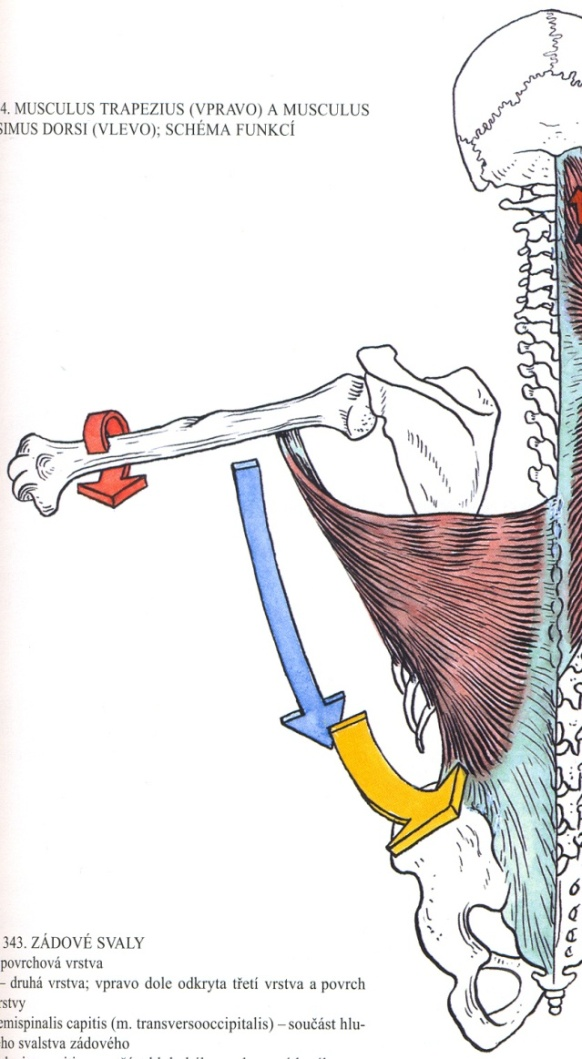 4. MUSCULUS TRAPEZIUS (VPRAVO) A MUSCULUS
SIMUS DORSI (VLEVO); SCHÉMA FUNKCÍ
343. ZÁDOVÉ SVALY
povrchová vrstva
– druhá vrstva; vpravo dole odkryta třetí vrstva a povrch
rstvy
emispinalis capitis (m. transversooccipitalis) – součást hlu-
ho svalstva zádového